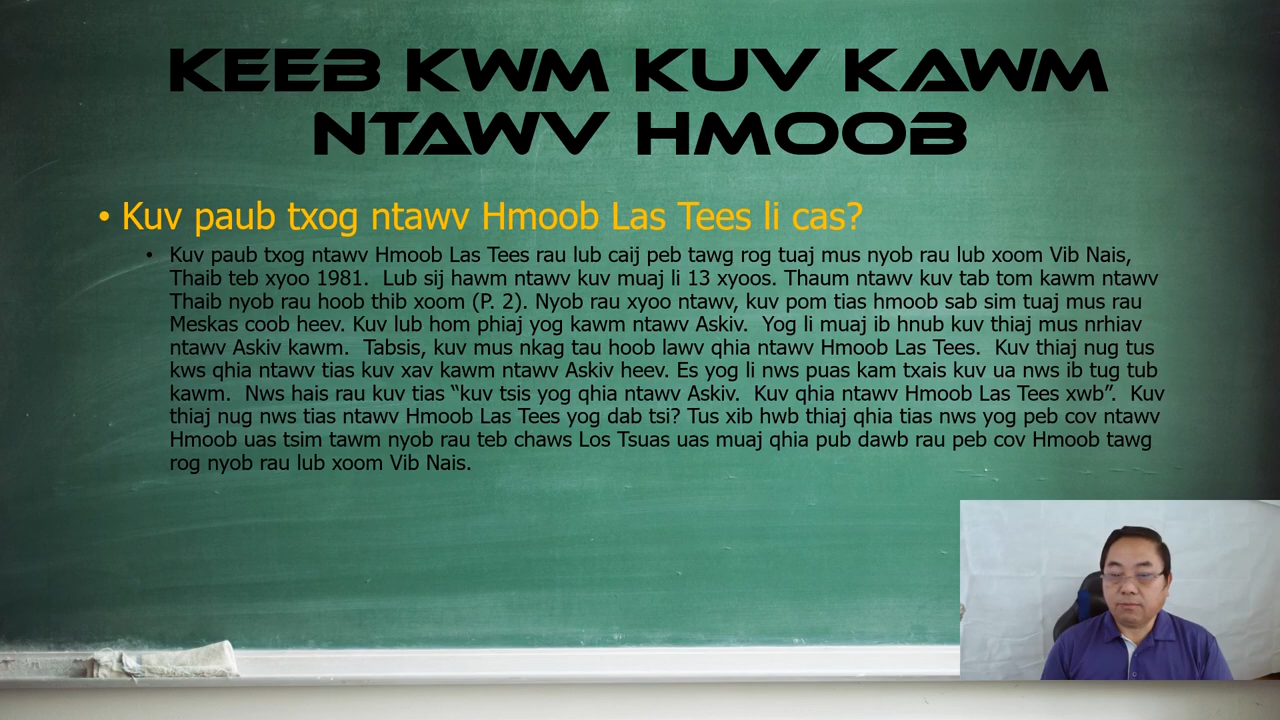 KEEB KWM KUV KAWM
NTAWV HMOOB
• Kuv paub txog ntawv Hmoob Las Tees li cas?
• Kuv paub txog ntawv Hmoob Las Tees rau lub caij peb tawg rog tuaj mus nyob rau lub xoom Vib Nais,
Thaib teb xyoo 1981.  Lub sij hawm ntawv kuv muaj li 13 xyoos. Thaum ntawv kuv tab tom kawm ntawv
Thaib nyob rau hoob thib xoom (P. 2). Nyob rau xyoo ntawv, kuv pom tias hmoob sab sim tuaj mus rau
Meskas coob heev. Kuv lub hom phiaj yog kawm ntawv Askiv.  Yog li muaj ib hnub kuv thiaj mus nrhiav
ntawv Askiv kawm.  Tabsis, kuv mus nkag tau hoob lawv qhia ntawv Hmoob Las Tees.  Kuv thiaj nug tus
kws qhia ntawv tias kuv xav kawm ntawv Askiv heev. Es yog li nws puas kam txais kuv ua nws ib tug tub
kawm.  Nws hais rau kuv tias “kuv tsis yog qhia ntawv Askiv.  Kuv qhia ntawv Hmoob Las Tees xwb”.  Kuv
thiaj nug nws tias ntawv Hmoob Las Tees yog dab tsi? Tus xib hwb thiaj qhia tias nws yog peb cov ntawv
Hmoob uas tsim tawm nyob rau teb chaws Los Tsuas uas muaj qhia pub dawb rau peb cov Hmoob tawg
rog nyob rau lub xoom Vib Nais.